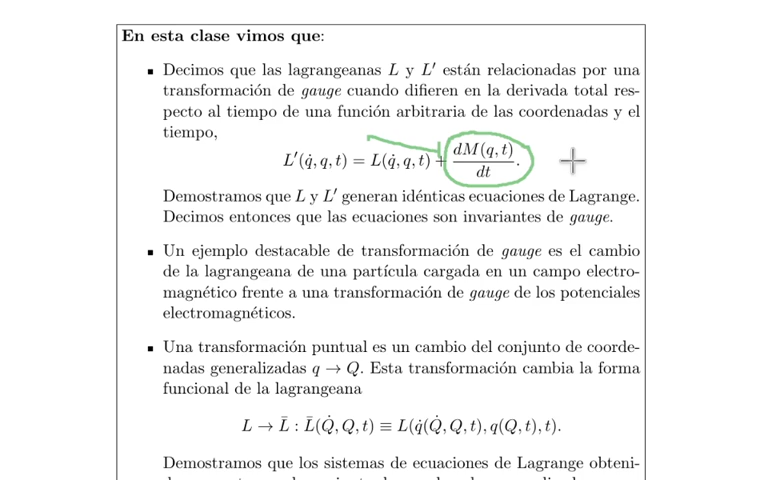 En esta clase vimos que:
▪ Decimos que las lagrangeanas L y L′ están relacionadas por una
transformación de gauge cuando difieren en la derivada total res-
pecto al tiempo de una función arbitraria de las coordenadas y el
tiempo,
L′(q̇, q, t) = L(q̇, q, t) + dM(q, t)/dt.
Demostramos que L y L′ generan idénticas ecuaciones de Lagrange.
Decimos entonces que las ecuaciones son invariantes de gauge.
▪ Un ejemplo destacable de transformación de gauge es el cambio
de la lagrangeana de una partícula cargada en un campo electro-
magnético frente a una transformación de gauge de los potenciales
electromagnéticos.
▪ Una transformación puntual es un cambio del conjunto de coorde-
nadas generalizadas q → Q. Esta transformación cambia la forma
funcional de la lagrangeana
L → L̄ : L̄(Q̇, Q, t) ≡ L(q̇(Q̇, Q, t), q(Q, t), t).
Demostramos que los sistemas de ecuaciones de Lagrange obteni-